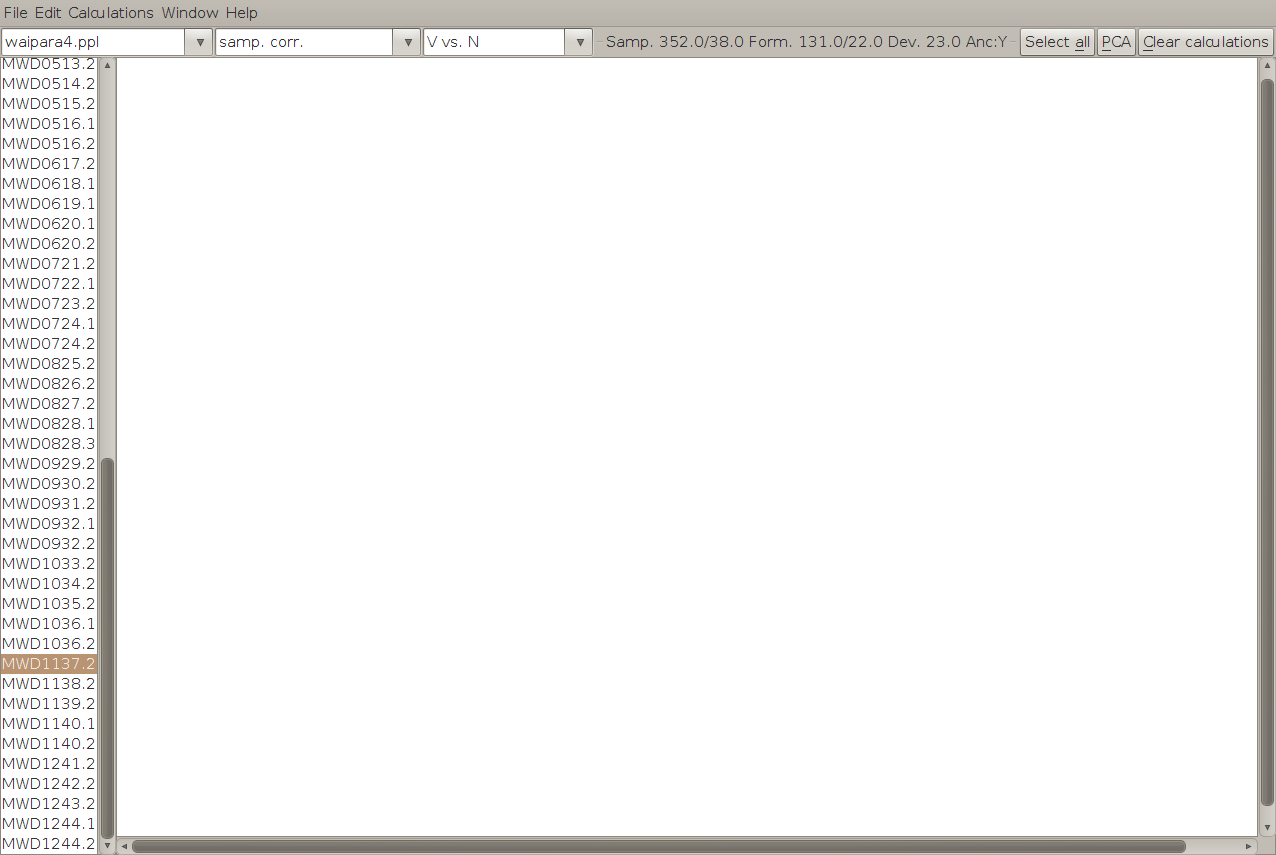 File Edit Calculations Window Help
waipara4.ppl samp. corr. V vs. N Samp. 352.0/38.0 Form. 131.0/22.0 Dev. 23.0 Anc:Y Select all PCA Clear calculations
MWD0513.2
MWD0514.2
MWD0515.2
MWD0516.1
MWD0516.2
MWD0617.2
MWD0618.1
MWD0619.1
MWD0620.1
MWD0620.2
MWD0721.2
MWD0722.1
MWD0723.2
MWD0724.1
MWD0724.2
MWD0825.2
MWD0826.2
MWD0827.2
MWD0828.1
MWD0828.3
MWD0929.2
MWD0930.2
MWD0931.2
MWD0932.1
MWD0932.2
MWD1033.2
MWD1034.2
MWD1035.2
MWD1036.1
MWD1036.2
MWD1137.2
MWD1138.2
MWD1139.2
MWD1140.1
MWD1140.2
MWD1241.2
MWD1242.2
MWD1243.2
MWD1244.1
MWD1244.2